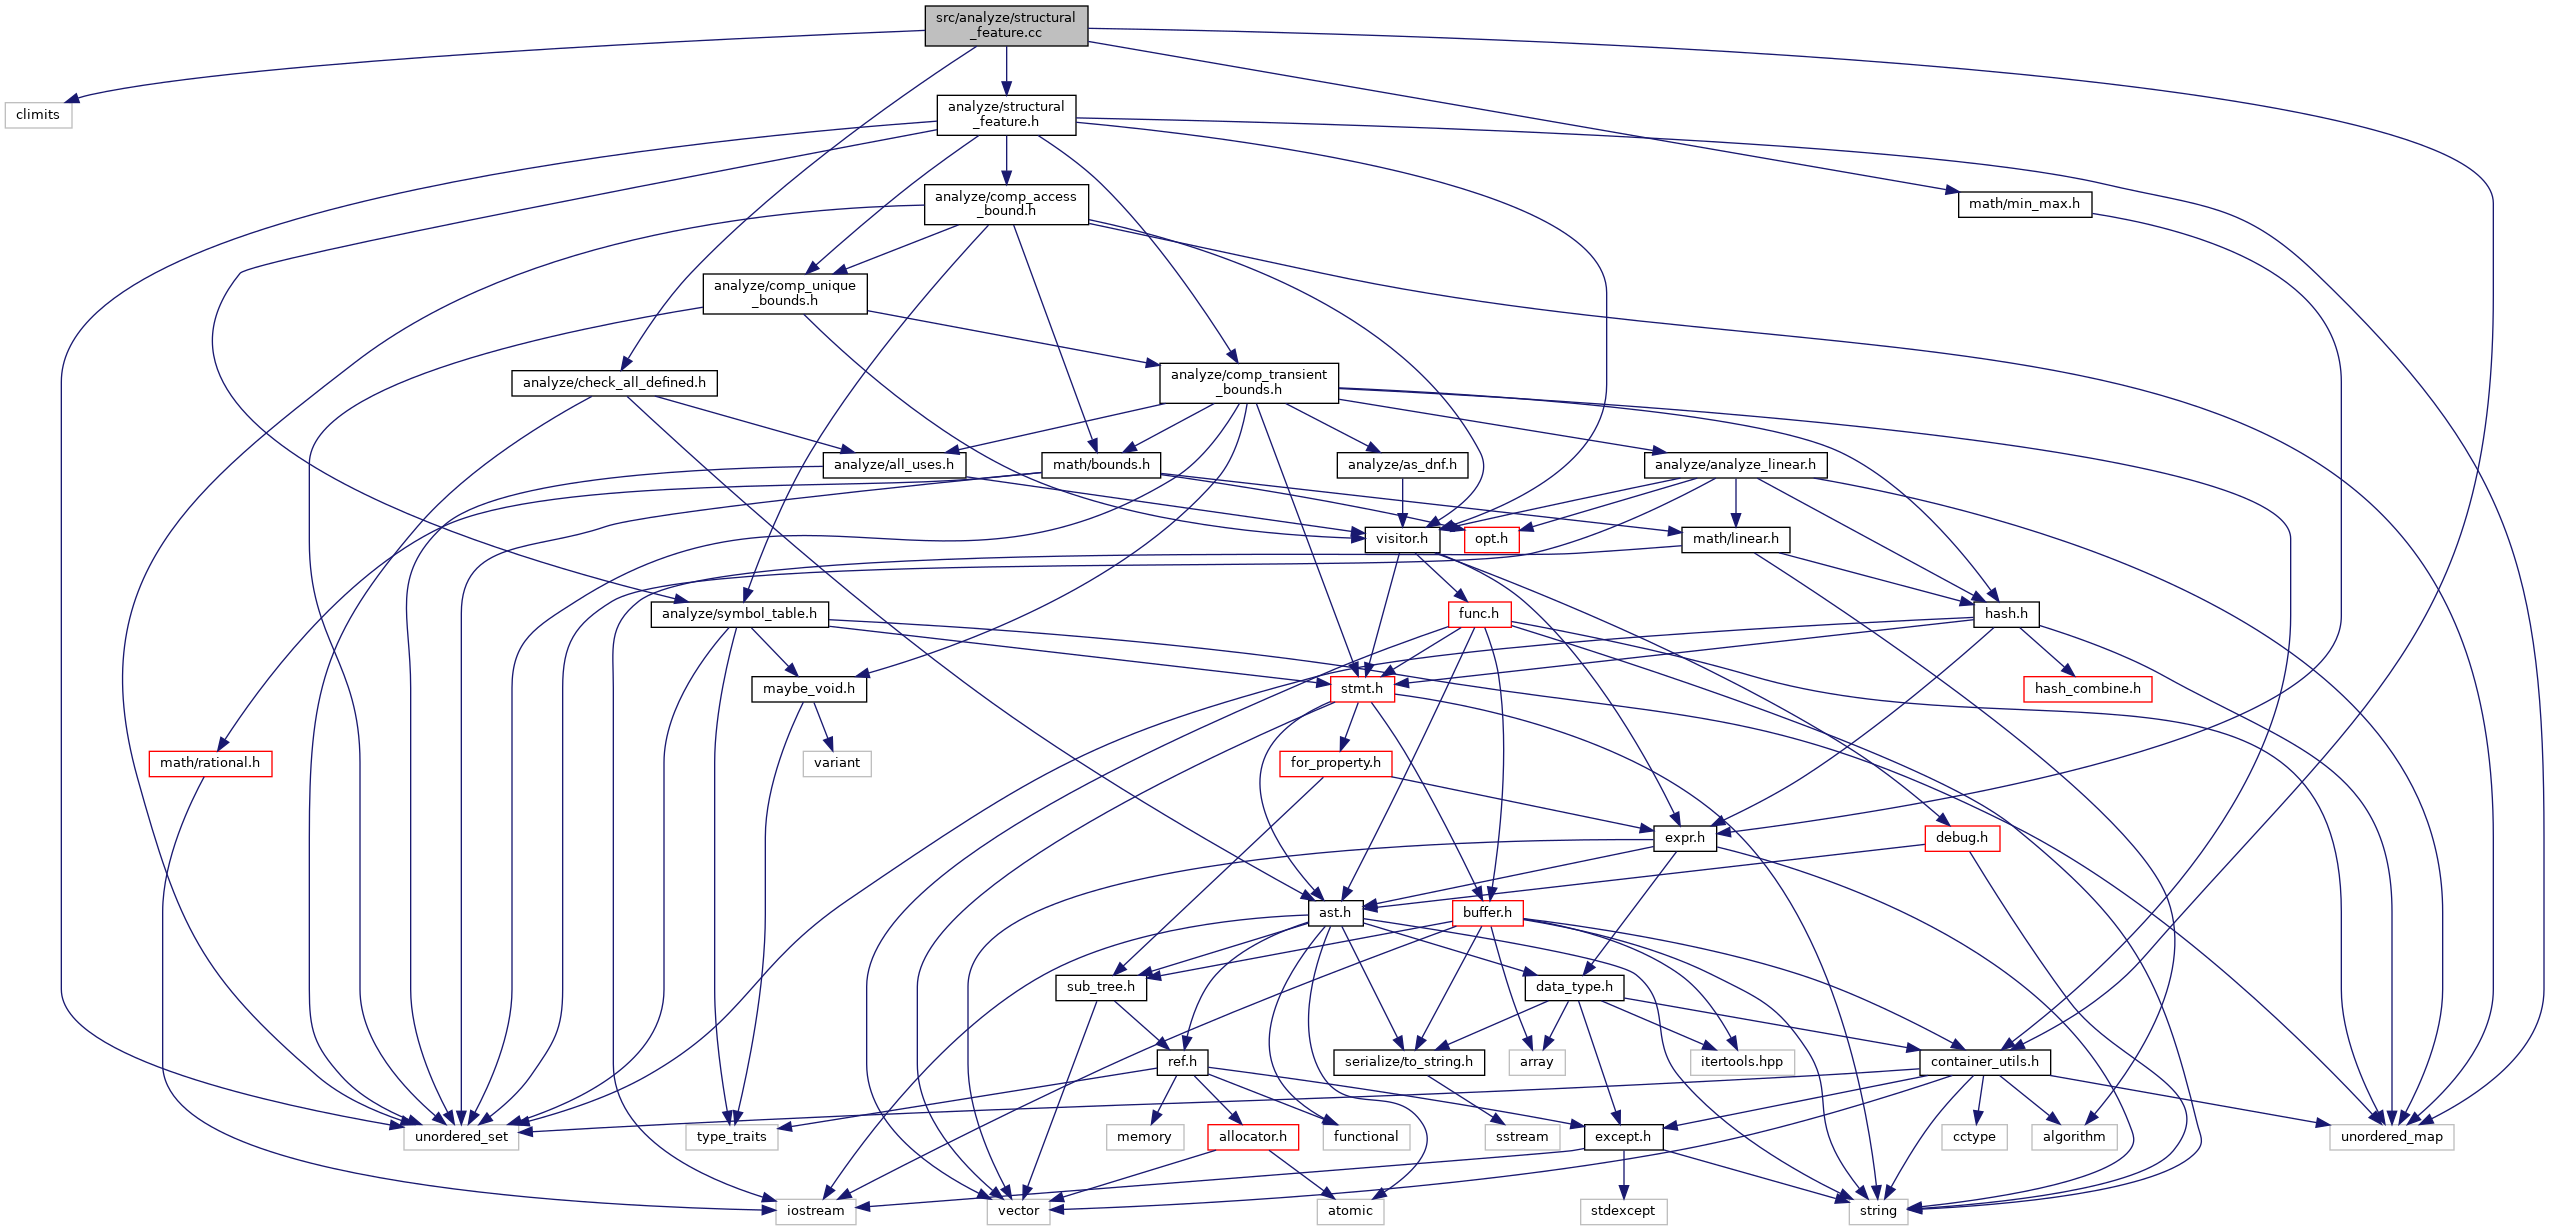 src/analyze/structural
_feature.cc
climits
analyze/structural
_feature.h
analyze/comp_access
_bound.h
math/min_max.h
analyze/comp_unique
_bounds.h
analyze/check_all_defined.h
analyze/comp_transient
_bounds.h
analyze/all_uses.h
math/bounds.h
analyze/as_dnf.h
analyze/analyze_linear.h
visitor.h
opt.h
math/linear.h
analyze/symbol_table.h
func.h
hash.h
maybe_void.h
stmt.h
hash_combine.h
math/rational.h
variant
for_property.h
expr.h
debug.h
ast.h
buffer.h
sub_tree.h
data_type.h
ref.h
serialize/to_string.h
array
itertools.hpp
container_utils.h
unordered_set
type_traits
memory
allocator.h
functional
sstream
except.h
cctype
algorithm
unordered_map
iostream
vector
atomic
stdexcept
string